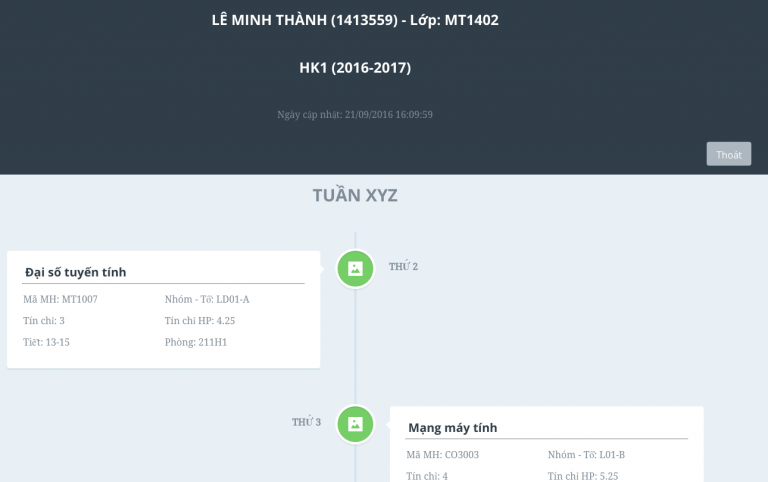 LÊ MINH THÀNH (1413559) - Lớp: MT1402
HK1 (2016-2017)
Ngày cập nhật: 21/09/2016 16:09:59
Thoát
TUẦN XYZ
THỨ 2
Đại số tuyến tính
Mã MH: MT1007 Nhóm - Tổ: LD01-A
Tín chỉ: 3 Tín chỉ HP: 4.25
Tiết: 13-15 Phòng: 211H1
THỨ 3
Mạng máy tính
Mã MH: CO3003 Nhóm - Tổ: L01-B
Tín chỉ: 4 Tín chỉ HP: 5.25